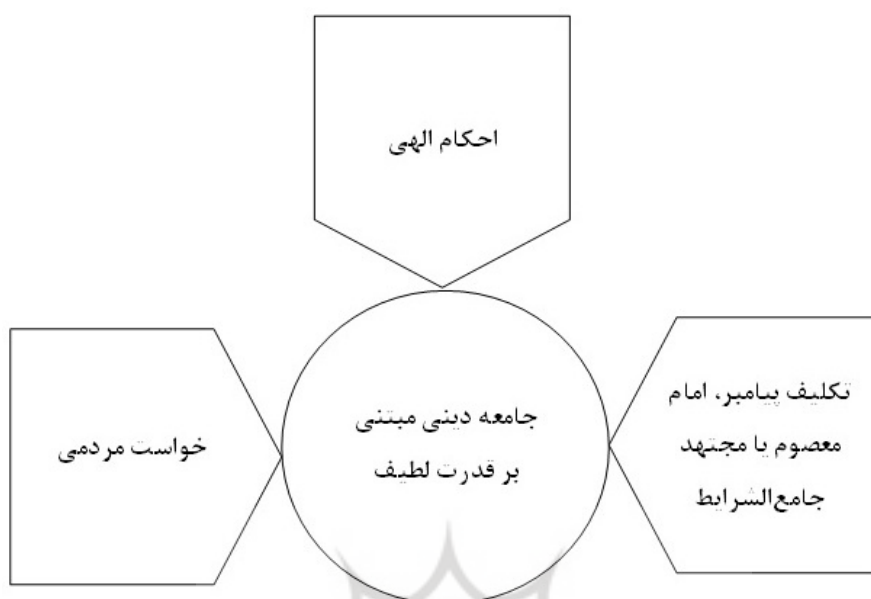 احکام الهی
تکلیف پیامبر، امام
معصوم یا مجتهد
جامع‌الشرایط
جامعه دینی مبتنی
بر قدرت لطیف
خواست مردمی